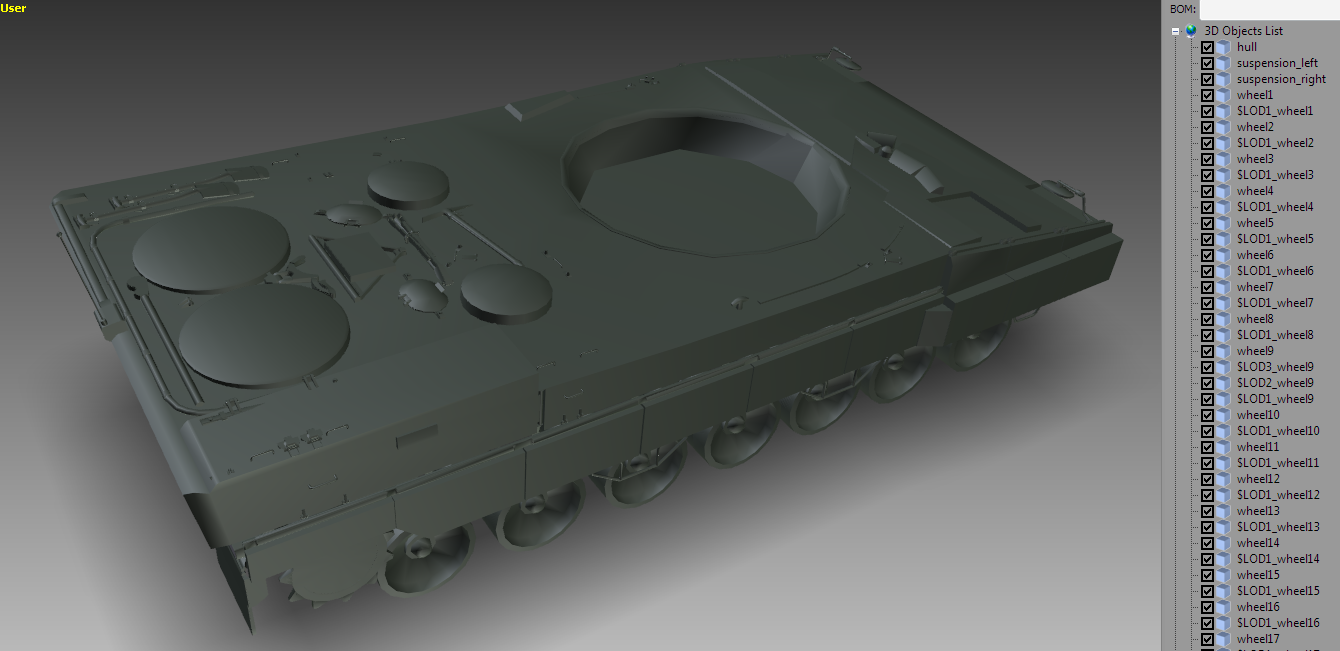 User
BOM:
3D Objects List
hull
suspension_left
suspension_right
wheel1
$LOD1_wheel1
wheel2
$LOD1_wheel2
wheel3
$LOD1_wheel3
wheel4
$LOD1_wheel4
wheel5
$LOD1_wheel5
wheel6
$LOD1_wheel6
wheel7
$LOD1_wheel7
wheel8
$LOD1_wheel8
wheel9
$LOD3_wheel9
$LOD2_wheel9
$LOD1_wheel9
wheel10
$LOD1_wheel10
wheel11
$LOD1_wheel11
wheel12
$LOD1_wheel12
wheel13
$LOD1_wheel13
wheel14
$LOD1_wheel14
wheel15
$LOD1_wheel15
wheel16
$LOD1_wheel16
wheel17